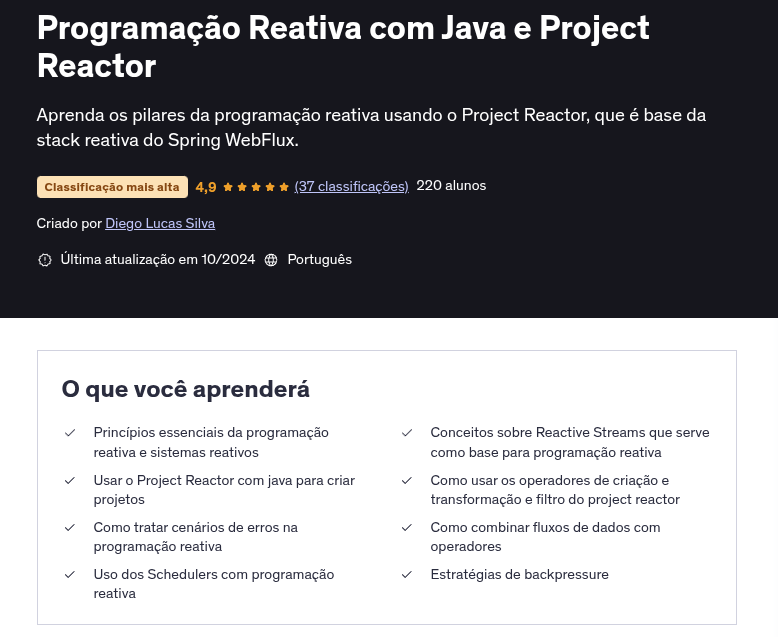 Programação Reativa com Java e Project
Reactor
Aprenda os pilares da programação reativa usando o Project Reactor, que é base da
stack reativa do Spring WebFlux.
Classificação mais alta 4,9 (37 classificações) 220 alunos
Criado por Diego Lucas Silva
Última atualização em 10/2024 Português
O que você aprenderá
Princípios essenciais da programação
reativa e sistemas reativos
Conceitos sobre Reactive Streams que serve
como base para programação reativa
Usar o Project Reactor com java para criar
projetos
Como usar os operadores de criação e
transformação e filtro do project reactor
Como tratar cenários de erros na
programação reativa
Como combinar fluxos de dados com
operadores
Uso dos Schedulers com programação
reativa
Estratégias de backpressure